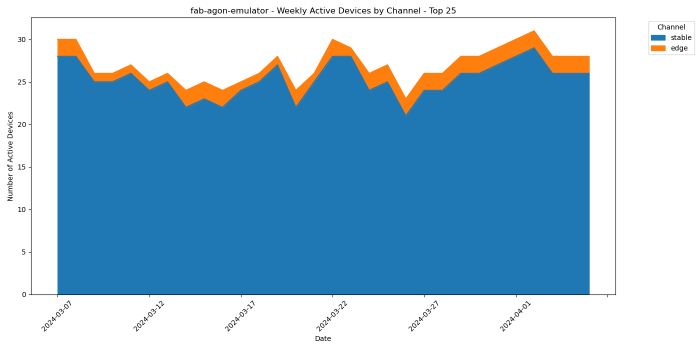 fab-agon-emulator - Weekly Active Devices by Channel - Top 25
Channel
stable
edge
Number of Active Devices
30
25
20
15
10
5
0
2024-03-07
2024-03-12
2024-03-17
2024-03-22
2024-03-27
2024-04-01
Date